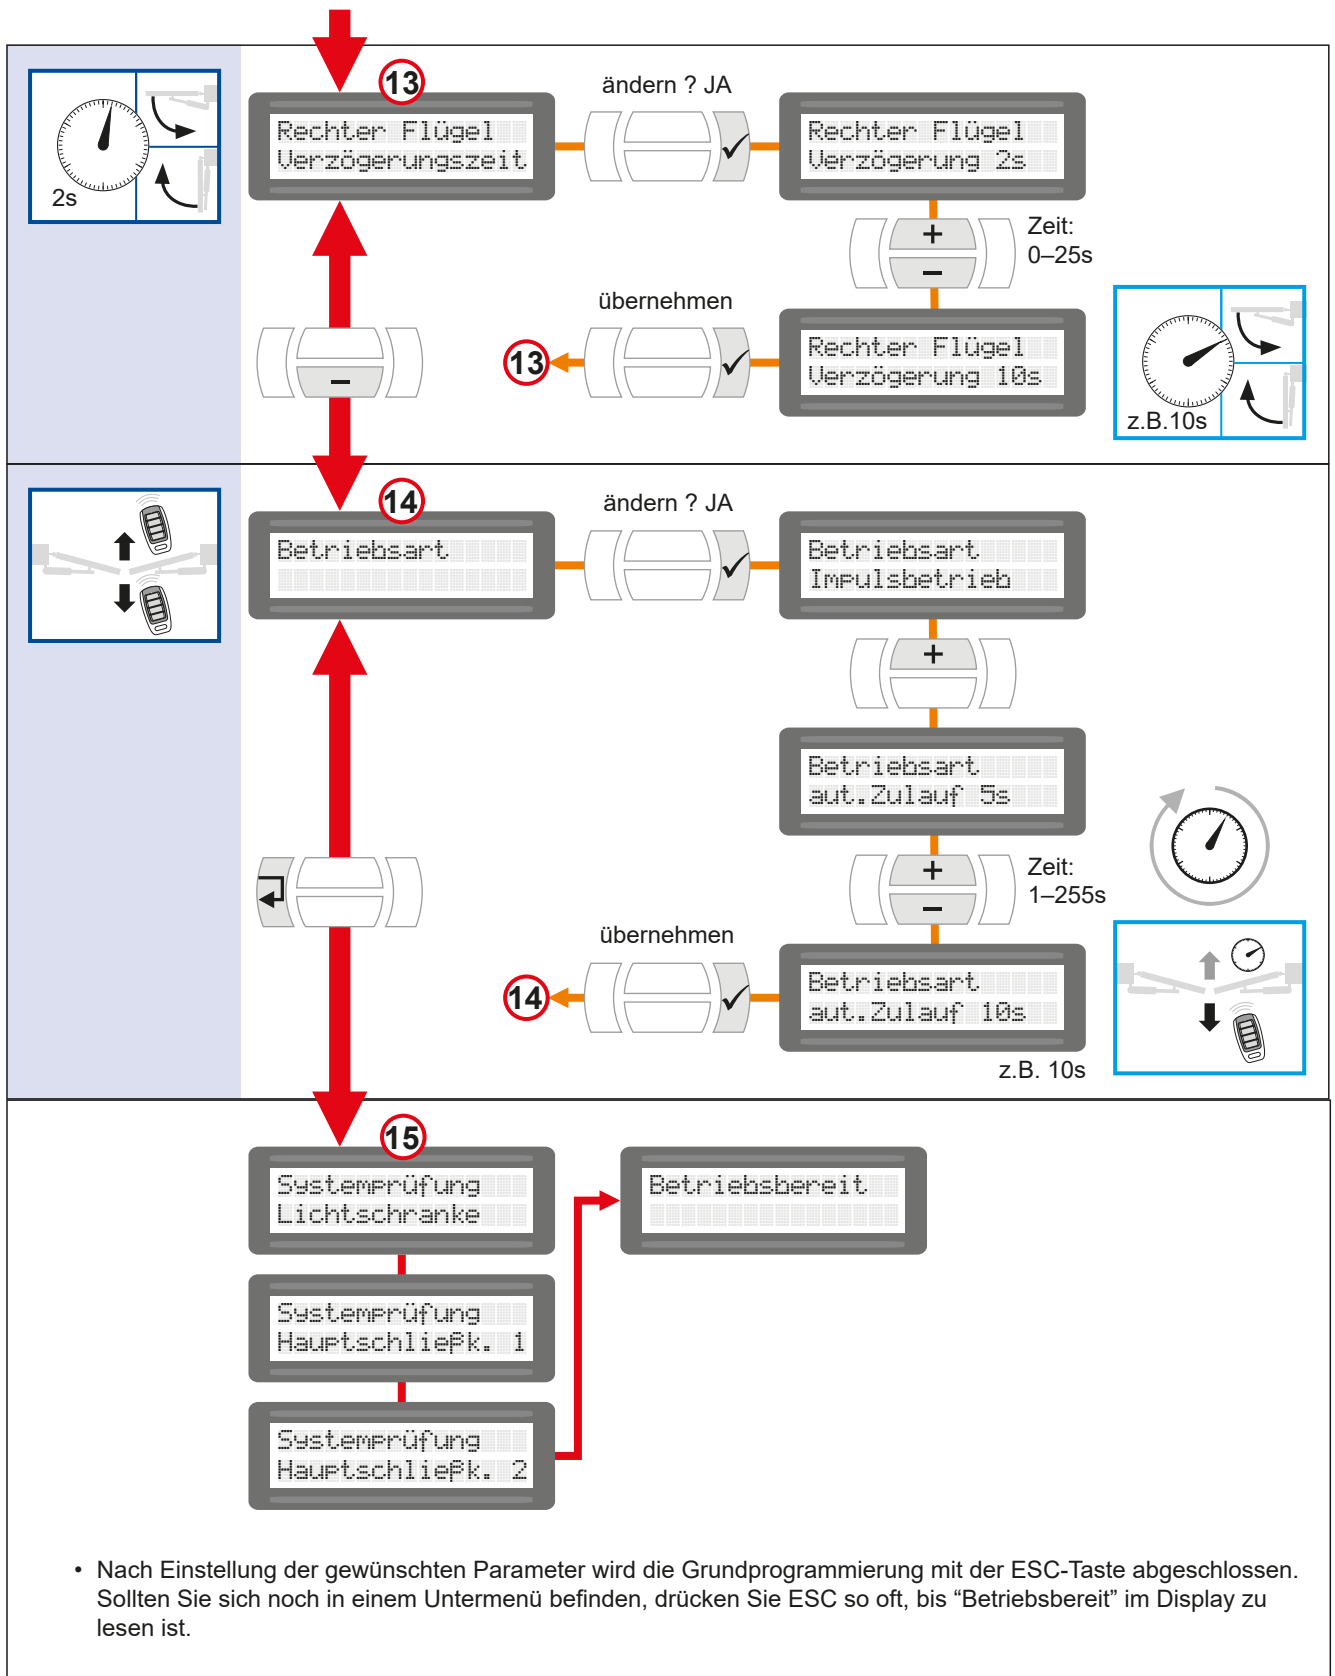 13
ändern ? JA
Rechter Flügel
Verzögerungszeit
Rechter Flügel
Verzögerung 2s
2s
+
−
Zeit:
0–25s
übernehmen
13
Rechter Flügel
Verzögerung 10s
z.B.10s
−
14
ändern ? JA
Betriebsart
Betriebsart
Impulsbetrieb
+
Betriebsart
aut.Zulauf 5s
+
−
Zeit:
1–255s
übernehmen
14
Betriebsart
aut.Zulauf 10s
z.B. 10s
15
Systemprüfung
Lichtschranke
Betriebsbereit
Systemprüfung
Hauptschließk. 1
Systemprüfung
Hauptschließk. 2
• Nach Einstellung der gewünschten Parameter wird die Grundprogrammierung mit der ESC-Taste abgeschlossen.
Sollten Sie sich noch in einem Untermenü befinden, drücken Sie ESC so oft, bis “Betriebsbereit” im Display zu
lesen ist.